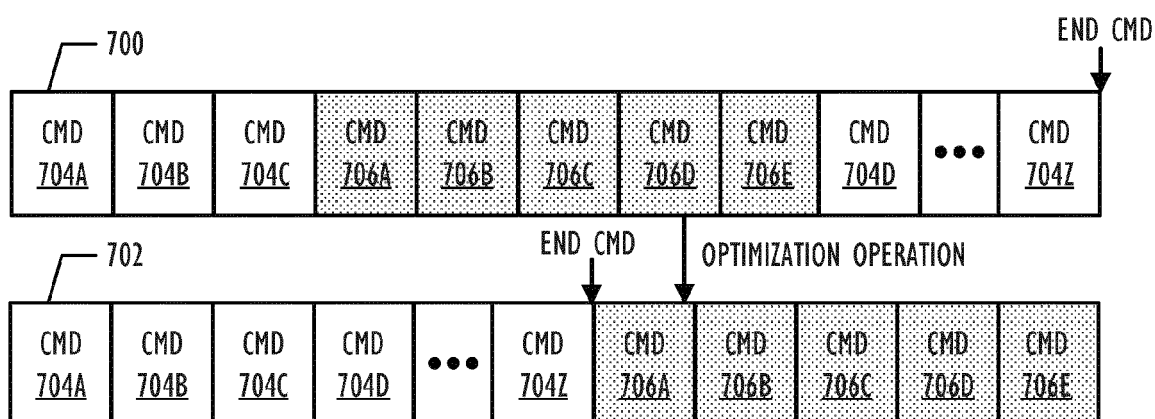 END CMD
700
CMD CMD CMD CMD CMD CMD CMD CMD CMD ••• CMD
704A 704B 704C 706A 706B 706C 706D 706E 704D 704Z
END CMD
OPTIMIZATION OPERATION
702
CMD CMD CMD CMD ••• CMD CMD CMD CMD CMD CMD
704A 704B 704C 704D 704Z 706A 706B 706C 706D 706E